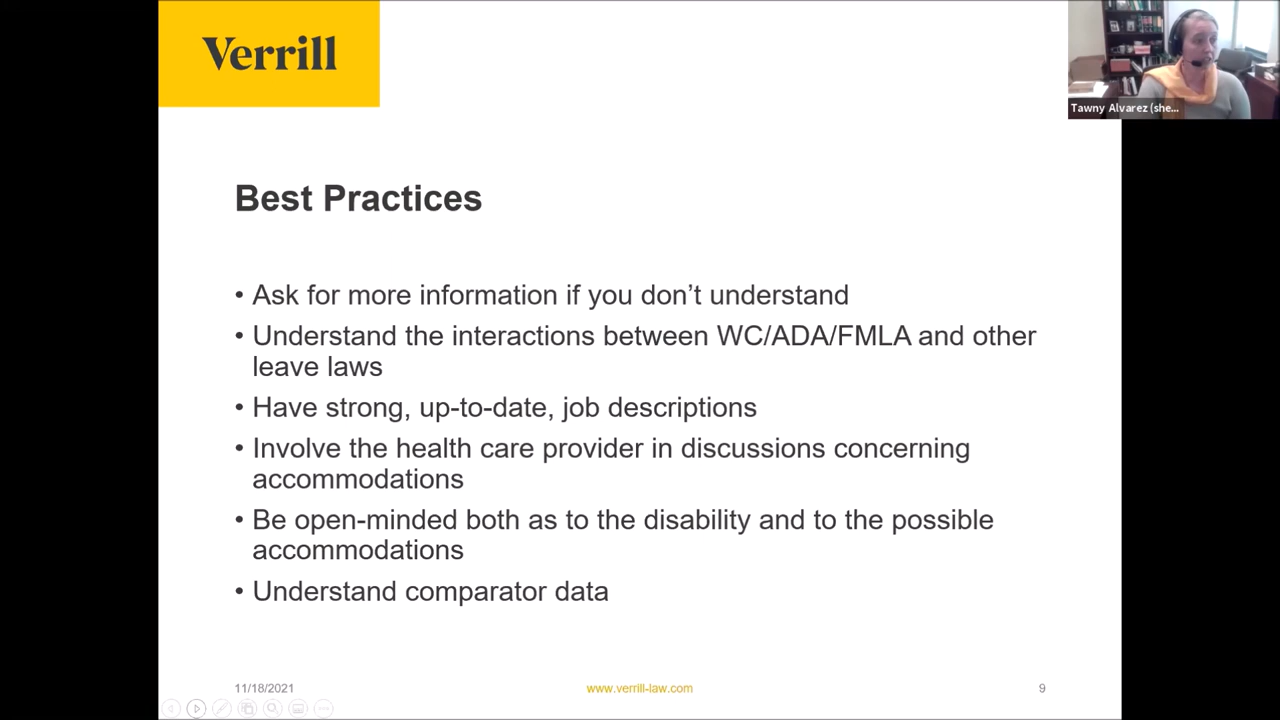 Verrill
Tawny Alvarez (she...
Best Practices
• Ask for more information if you don’t understand
• Understand the interactions between WC/ADA/FMLA and other
leave laws
• Have strong, up-to-date, job descriptions
• Involve the health care provider in discussions concerning
accommodations
• Be open-minded both as to the disability and to the possible
accommodations
• Understand comparator data
11/18/2021
www.verrill-law.com
9